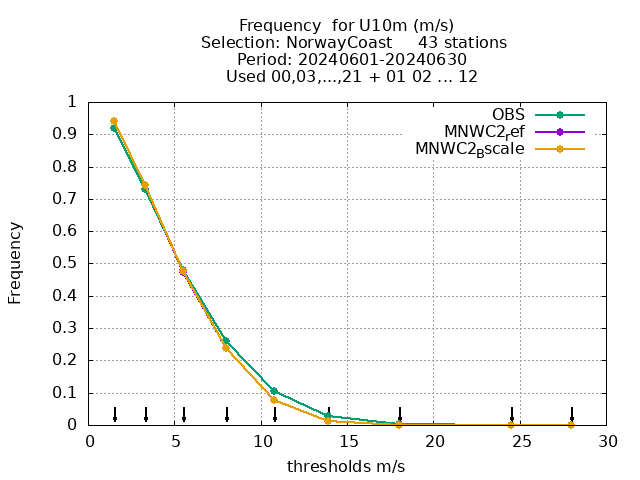 Frequency  for U10m (m/s)
Selection: NorwayCoast     43 stations
Period: 20240601-20240630
Used 00,03,...,21 + 01 02 ... 12
OBS
MNWC2ref
MNWC2Bscale
1
0.9
0.8
0.7
0.6
0.5
0.4
0.3
0.2
0.1
0
Frequency
0 5 10 15 20 25 30
thresholds m/s